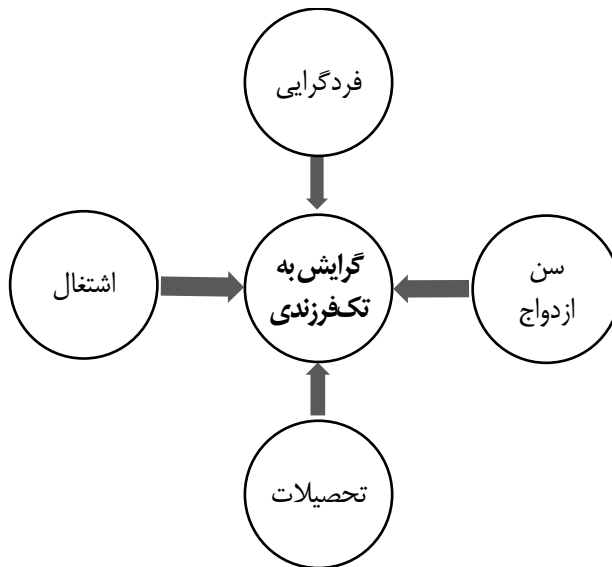 فردگرایی
سن
ازدواج
گرایش به
تک‌فرزندی
اشتغال
تحصیلات